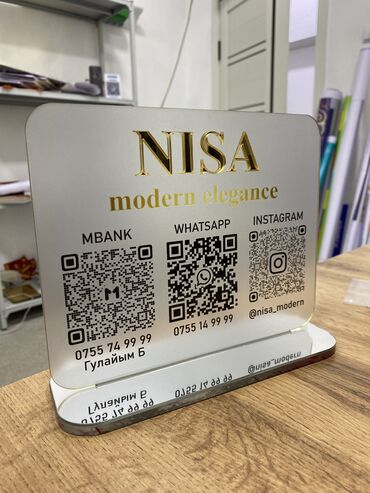 NISA
modern elegance
MBANK
0755 74 99 99
Гулайым Б
WHATSAPP
0755 14 99 99
INSTAGRAM
@nisa_modern